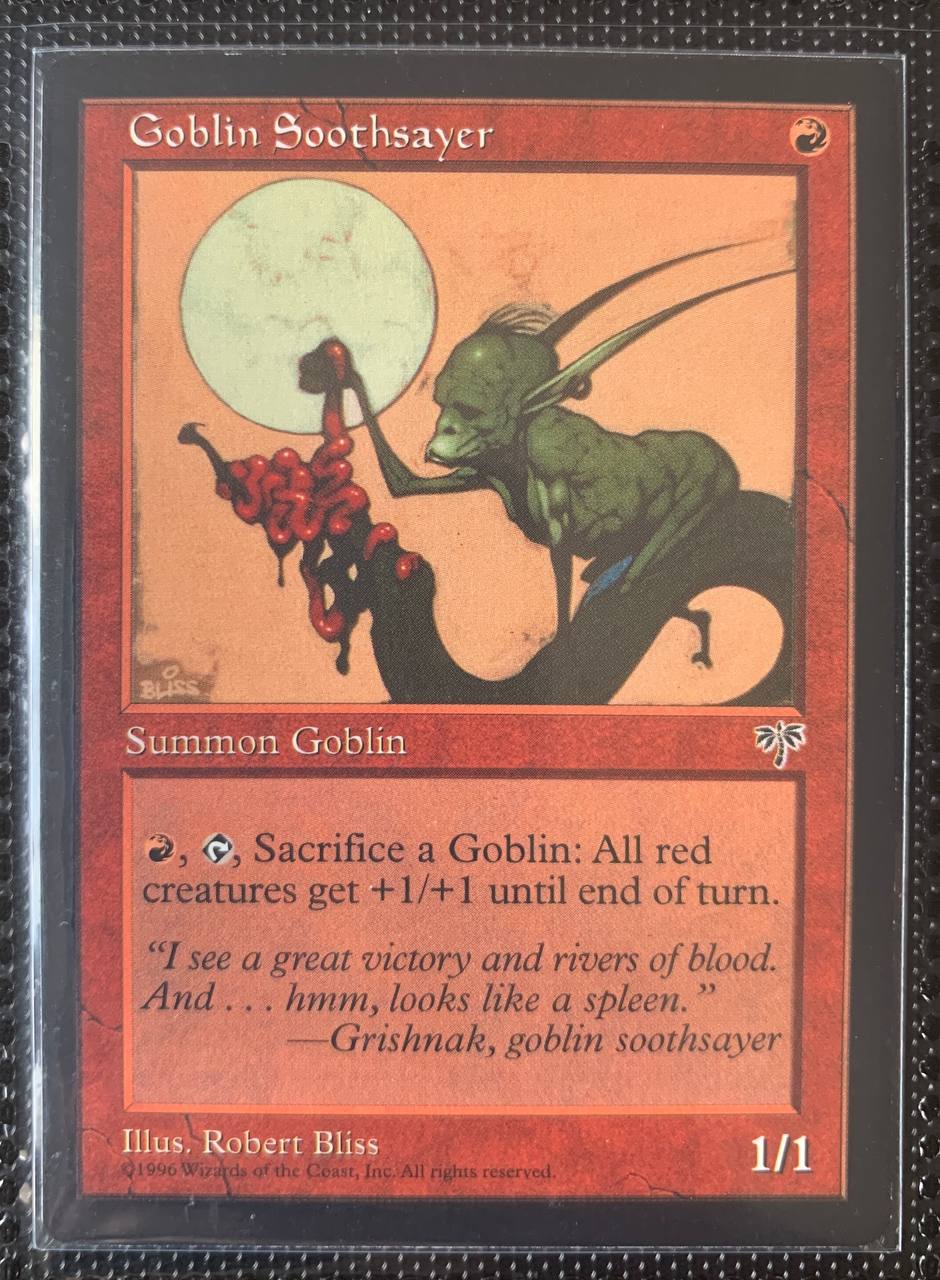 Goblin Soothsayer
BLISS
Summon Goblin
, , Sacrifice a Goblin: All red
creatures get +1/+1 until end of turn.
“I see a great victory and rivers of blood.
And . . . hmm, looks like a spleen.”
—Grishnak, goblin soothsayer
Illus. Robert Bliss
1/1
©1996 Wizards of the Coast, Inc. All rights reserved.